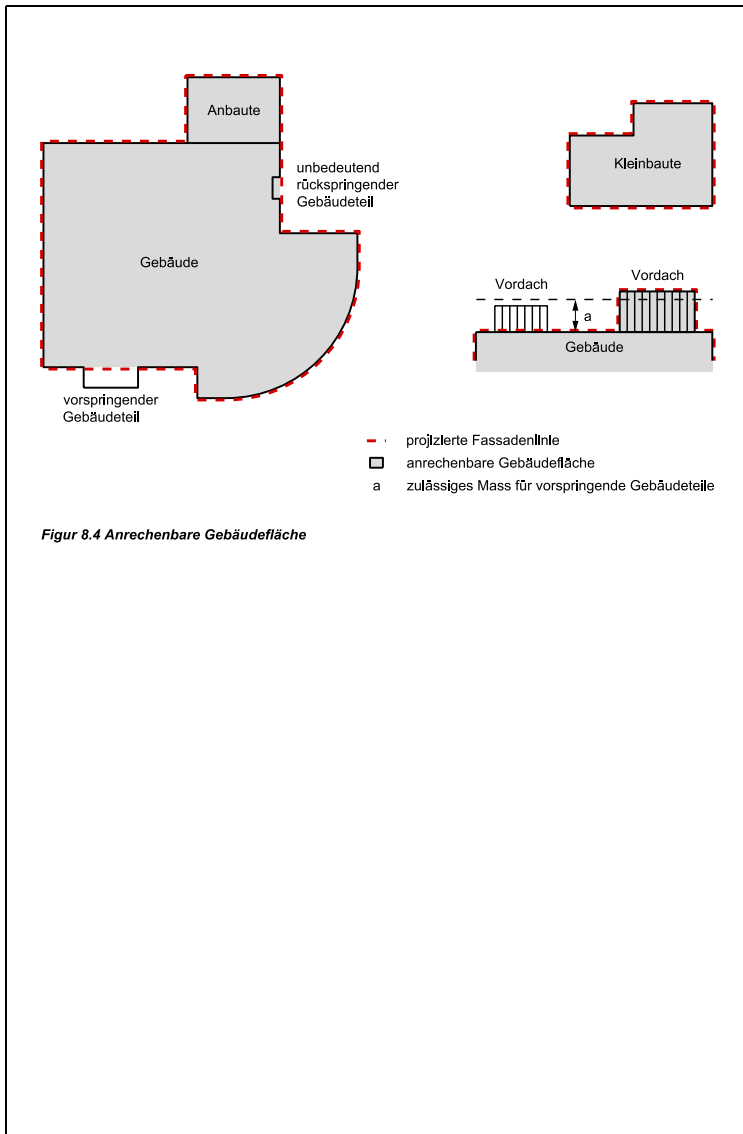 Anbaute
unbedeutend
rückspringender
Gebäudeteil
Gebäude
vorspringender
Gebäudeteil
Kleinbaute
Vordach
Vordach
a
Gebäude
projizierte Fassadenlinie
anrechenbare Gebäudefläche
a zulässiges Mass für vorspringende Gebäudeteile
Figur 8.4 Anrechenbare Gebäudefläche